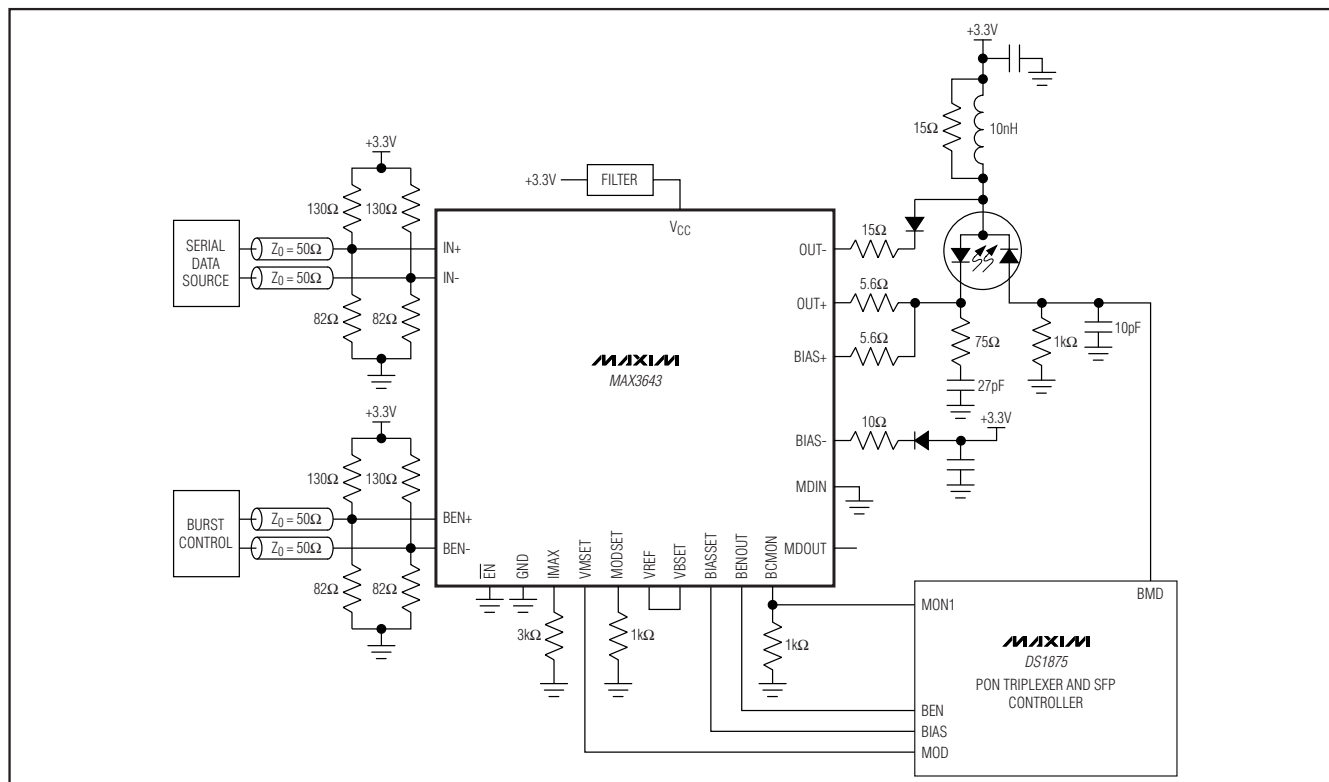 +3.3V
15Ω
10nH
+3.3V
+3.3V
FILTER
130Ω
130Ω
VCC
SERIAL
DATA
SOURCE
Z0 = 50Ω
Z0 = 50Ω
IN+
IN-
OUT-
15Ω
82Ω
82Ω
OUT+
5.6Ω
BIAS+
5.6Ω
75Ω
27pF
1kΩ
10pF
MAXIM
MAX3643
+3.3V
BIAS-
10Ω
+3.3V
130Ω
130Ω
MDIN
BURST
CONTROL
Z0 = 50Ω
Z0 = 50Ω
BEN+
BEN-
MDOUT
82Ω
82Ω
EN
GND
IMAX
VMSET
MODSET
VREF
VBSET
BIASSET
BENOUT
BCMON
3kΩ
1kΩ
1kΩ
MON1
BMD
MAXIM
DS1875
PON TRIPLEXER AND SFP
CONTROLLER
BEN
BIAS
MOD